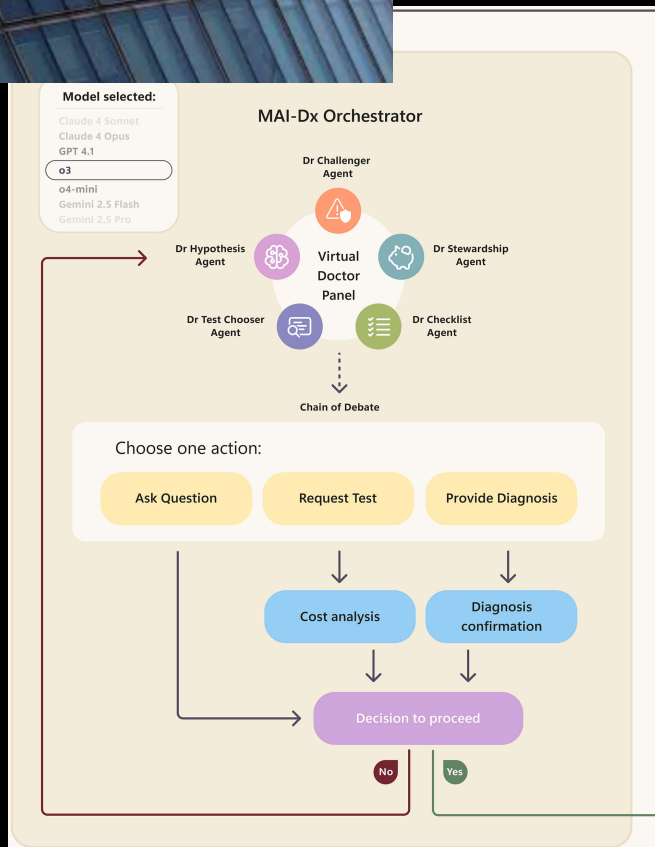 Model selected:
Claude 4 Sonnet
Claude 4 Opus
GPT 4.1
o3
o4-mini
Gemini 2.5 Flash
Gemini 2.5 Pro
MAI-Dx Orchestrator
Dr Challenger
Agent
Dr Hypothesis
Agent
Dr Stewardship
Agent
Virtual
Doctor
Panel
Dr Test Chooser
Agent
Dr Checklist
Agent
Chain of Debate
Choose one action:
Ask Question
Request Test
Provide Diagnosis
Cost analysis
Diagnosis
confirmation
Decision to proceed
No
Yes